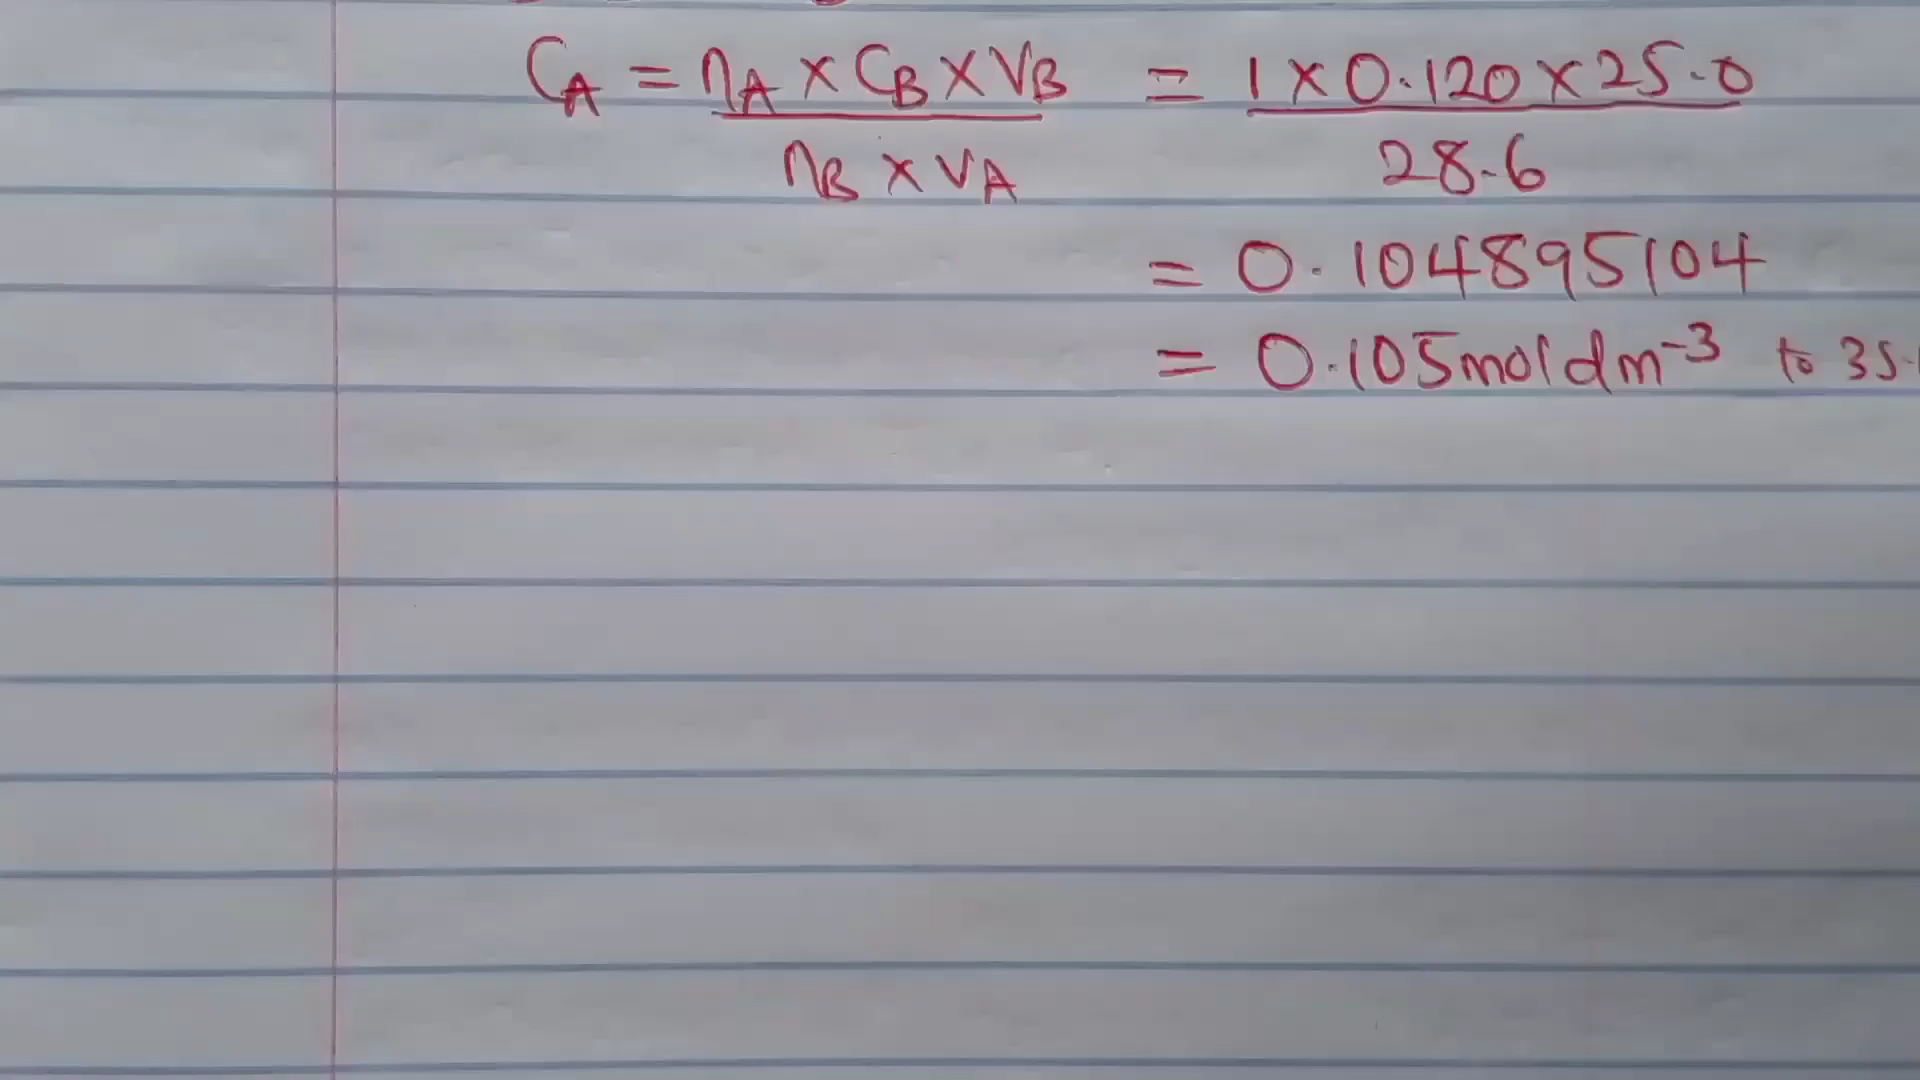 CA = nA × CB × VB = 1 × 0.120 × 25.0
nB × VA 28.6
= 0.104895104
= 0.105 mol dm⁻³ to 3s.